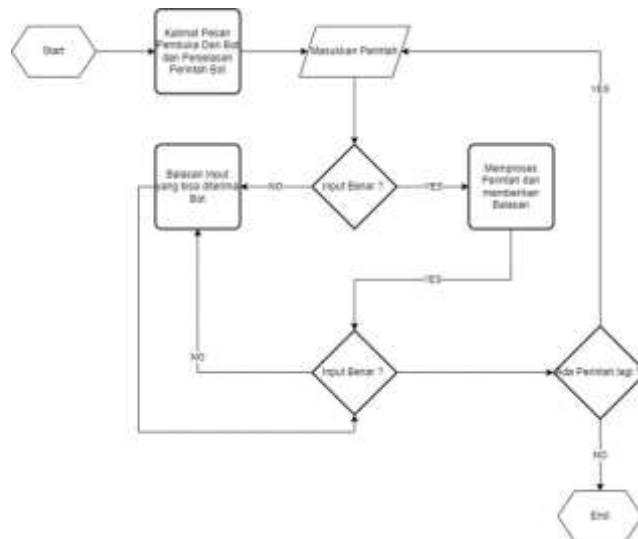 Start
Kalimat Pesan
Pembuka Dari Bot
dan Penjelasan
Perintah Bot
Masukkan Perintah
YES
Balasan Input
yang bisa diterima
Bot
NO
Input Benar ?
YES
Memproses
Perintah dan
memberikan
Balasan
YES
NO
Input Benar ?
Ada Perintah lagi ?
NO
End